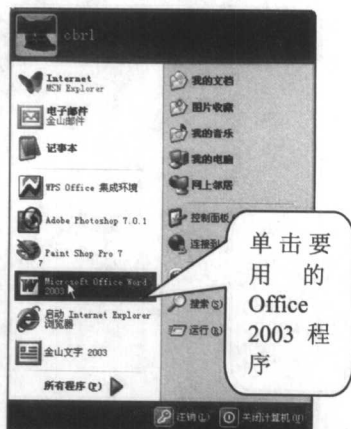 cbrl
Internet
MSN Explorer
电子邮件
金山邮件
记事本
WPS Office 集成环境
Adobe Photoshop 7.0.1
Paint Shop Pro 7
7
Microsoft Office Word
2003
启动 Internet Explorer
浏览器
金山文字 2003
所有程序(P)
我的文档
图片收藏
我的音乐
我的电脑
网上邻居
控制面板
连接到
搜索(S)
运行(R)
单击要
用的
Office
2003 程
序
注销(L)
关闭计算机(U)